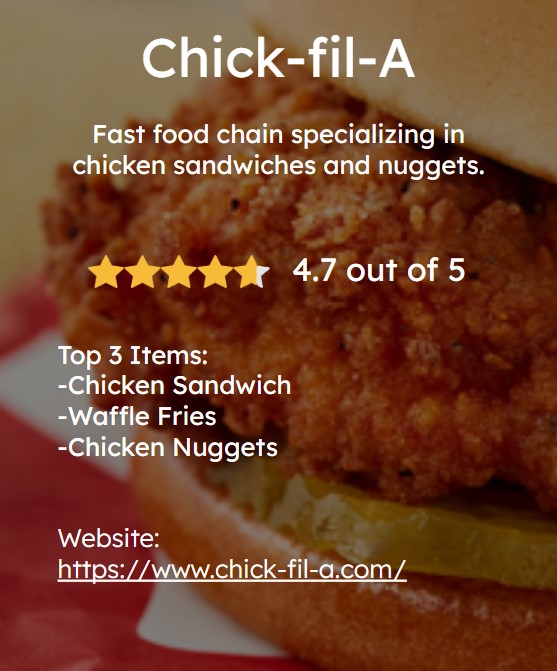 Chick-fil-A
Fast food chain specializing in
chicken sandwiches and nuggets.
4.7 out of 5
Top 3 Items:
-Chicken Sandwich
-Waffle Fries
-Chicken Nuggets
Website:
https://www.chick-fil-a.com/